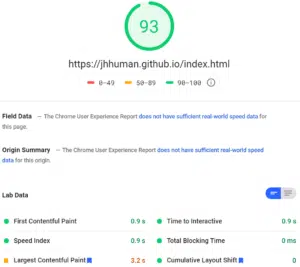 93
https://jhhuman.github.io/index.html
0–49 50–89 90–100
Field Data — The Chrome User Experience Report does not have sufficient real-world speed data for
this page.
Origin Summary — The Chrome User Experience Report does not have sufficient real-world speed
data for this origin.
Lab Data
First Contentful Paint 0.9 s Time to Interactive 0.9 s
Speed Index 0.9 s Total Blocking Time 0 ms
Largest Contentful Paint 3.2 s Cumulative Layout Shift 0